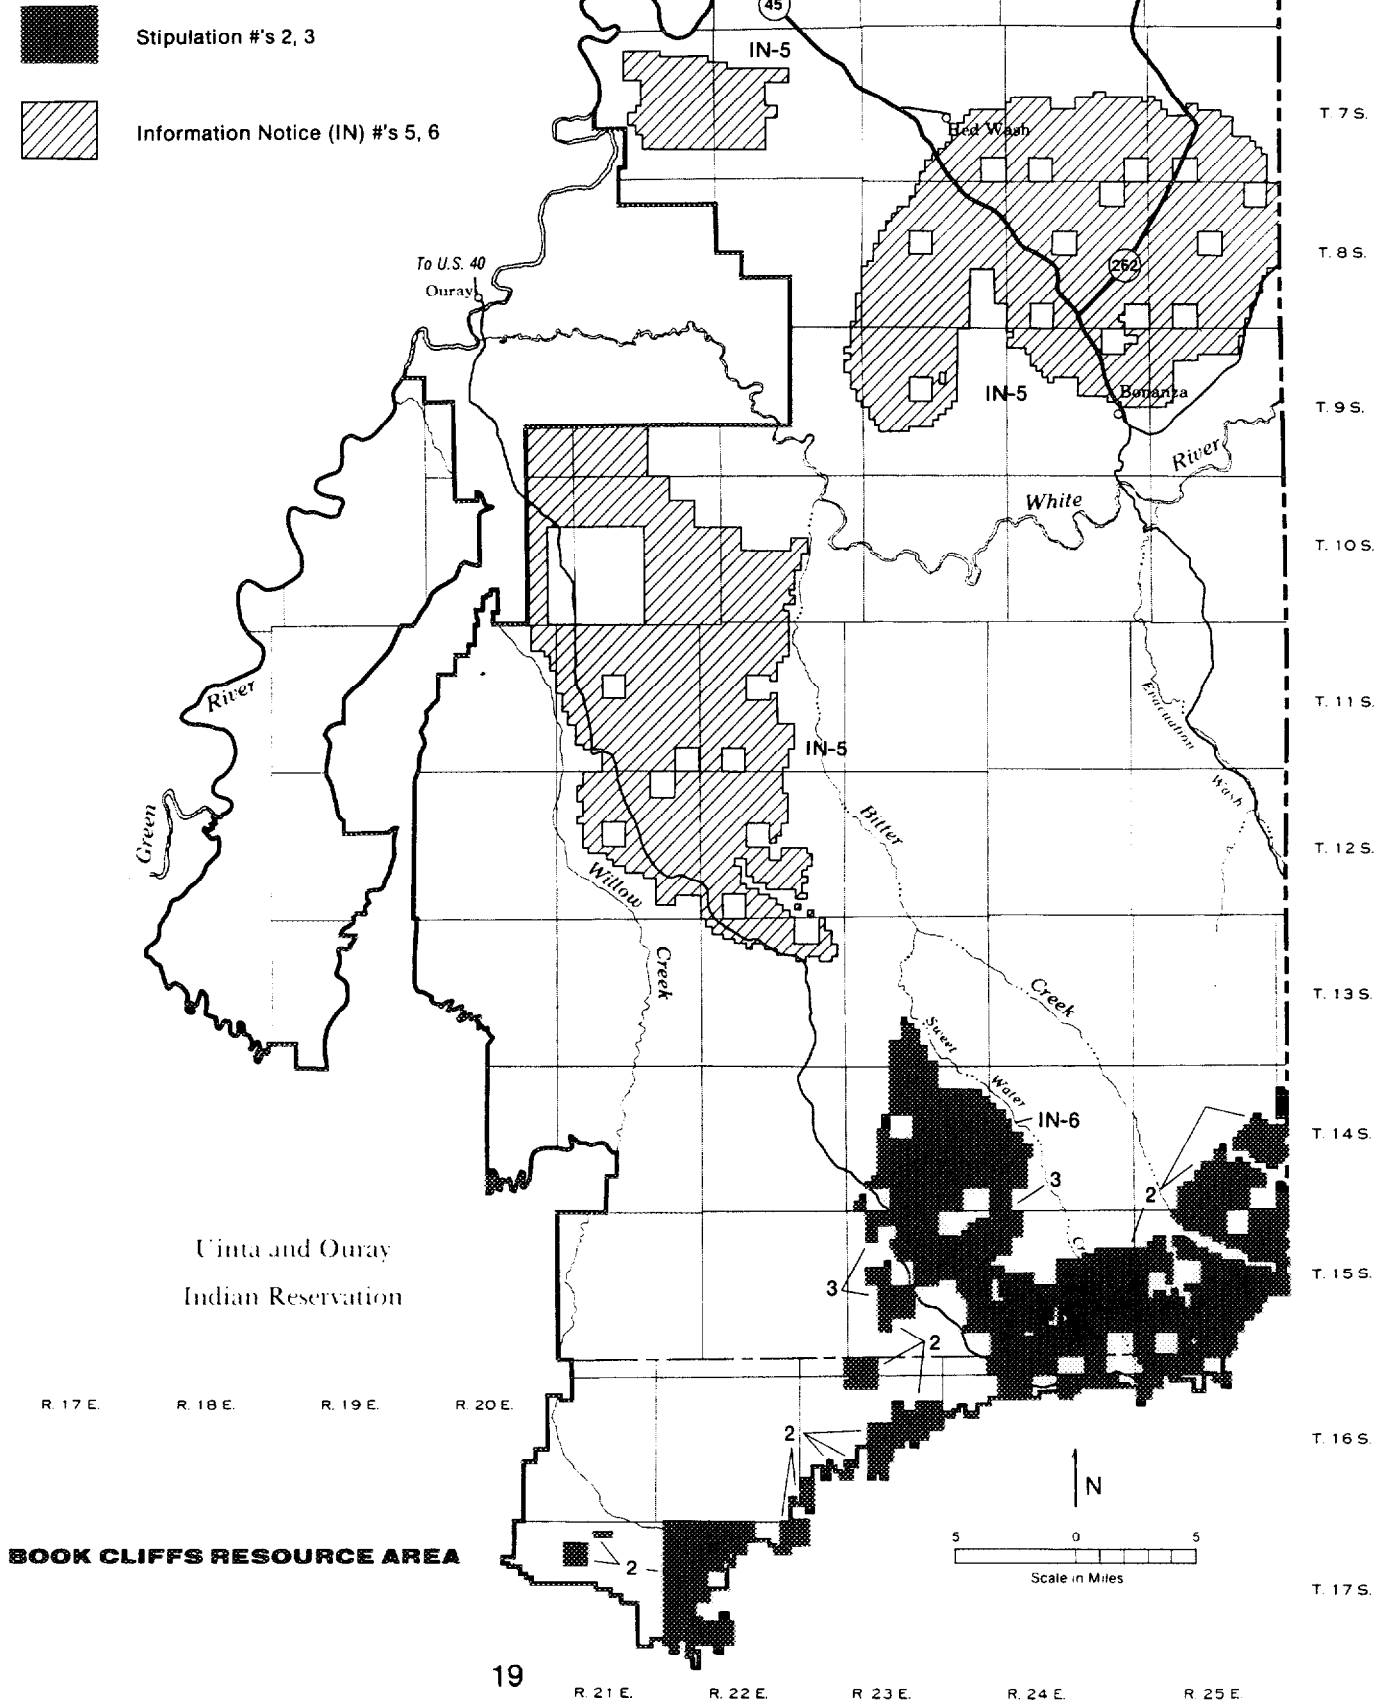 45
Stipulation #'s 2, 3
IN-5
T. 7 S.
Red Wash
Information Notice (IN) #'s 5, 6
T. 8 S.
To U.S. 40
262
Ouray
IN-5
Bonanza
T. 9 S.
River
White
T. 10 S.
River
T. 11 S.
Evacuation
IN-5
Wash
Green
Bitter
T. 12 S.
Willow
Creek
Creek
T. 13 S.
Sweet
Water
IN-6
T. 14 S.
3
2
Uinta and Ouray
Indian Reservation
T. 15 S.
3
2
R. 17 E. R. 18 E. R. 19 E. R. 20 E.
2
T. 16 S.
N
5 0 5
BOOK CLIFFS RESOURCE AREA
2
Scale in Miles
T. 17 S.
19
R. 21 E. R. 22 E. R 23 E. R. 24 E. R. 25 E.